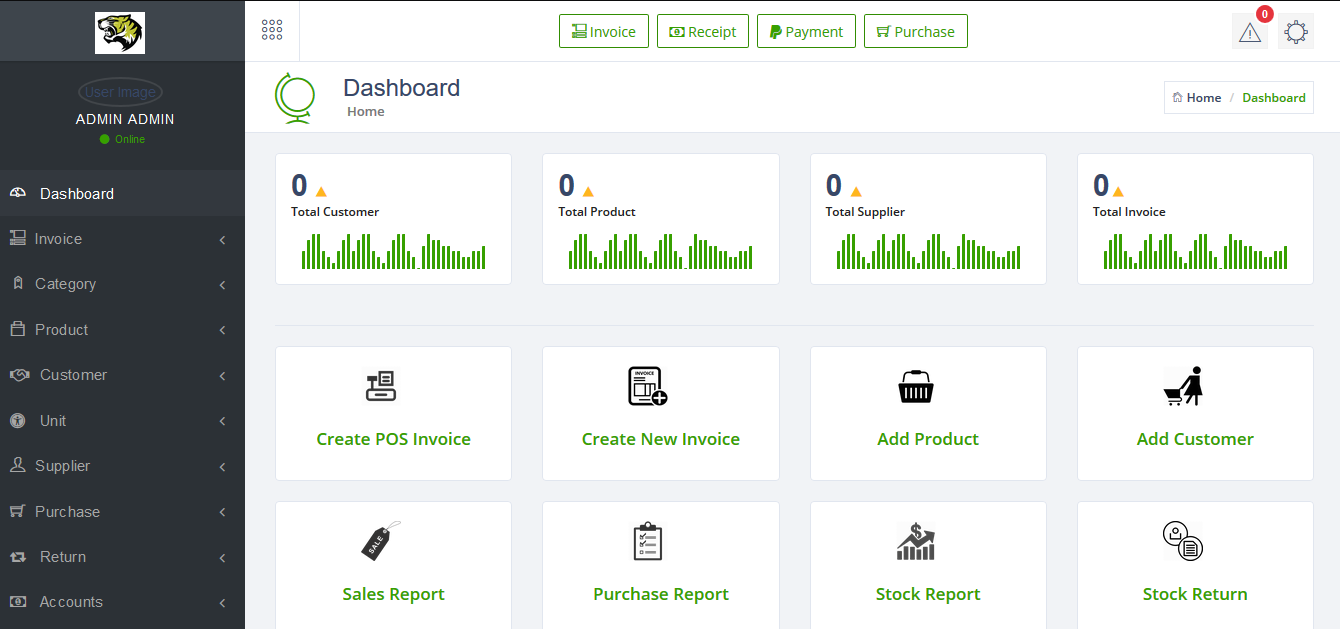 Invoice
Receipt
Payment
Purchase
0
User Image
ADMIN ADMIN
Online
Dashboard
Invoice
Category
Product
Customer
Unit
Supplier
Purchase
Return
Accounts
Dashboard
Home
Home / Dashboard
0
Total Customer
0
Total Product
0
Total Supplier
0
Total Invoice
Create POS Invoice
INVOICE
Create New Invoice
Add Product
Add Customer
SALE
Sales Report
Purchase Report
$
Stock Report
Stock Return